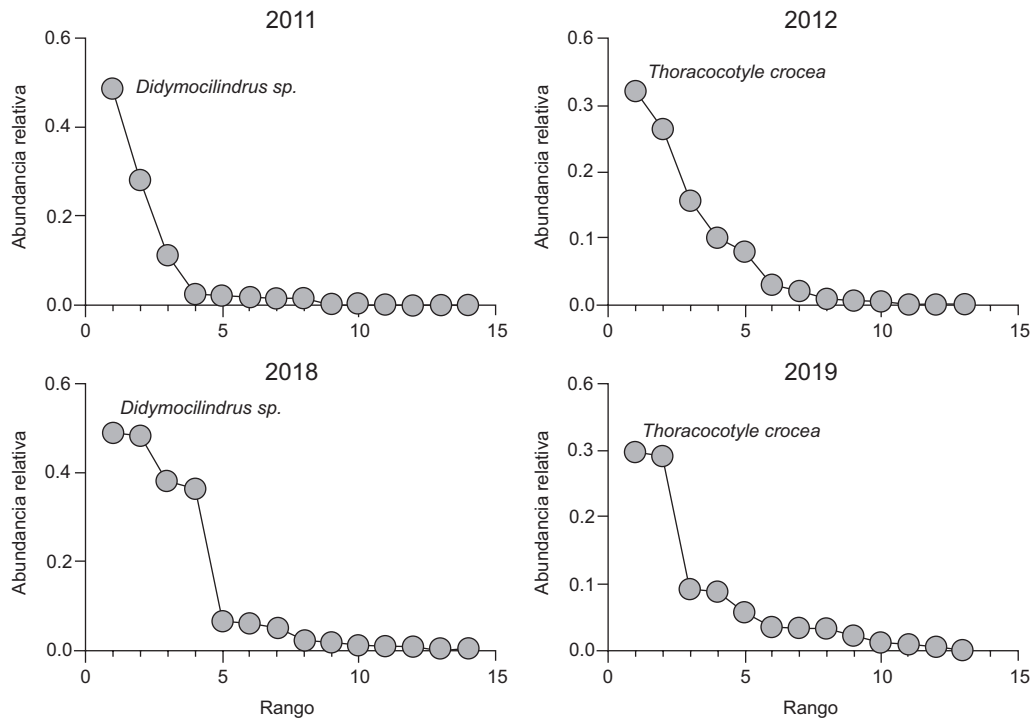 2011
Abundancia relativa
0.6
0.4
0.2
0.0
Didymocilindrus sp.
0 5 10 15
2012
Abundancia relativa
0.6
0.3
0.2
0.1
0.0
Thoracocotyle crocea
0 5 10 15
2018
Abundancia relativa
0.6
0.4
0.2
0.0
Didymocilindrus sp.
0 5 10 15
Rango
2019
Abundancia relativa
0.6
0.3
0.2
0.1
0.0
Thoracocotyle crocea
0 5 10 15
Rango